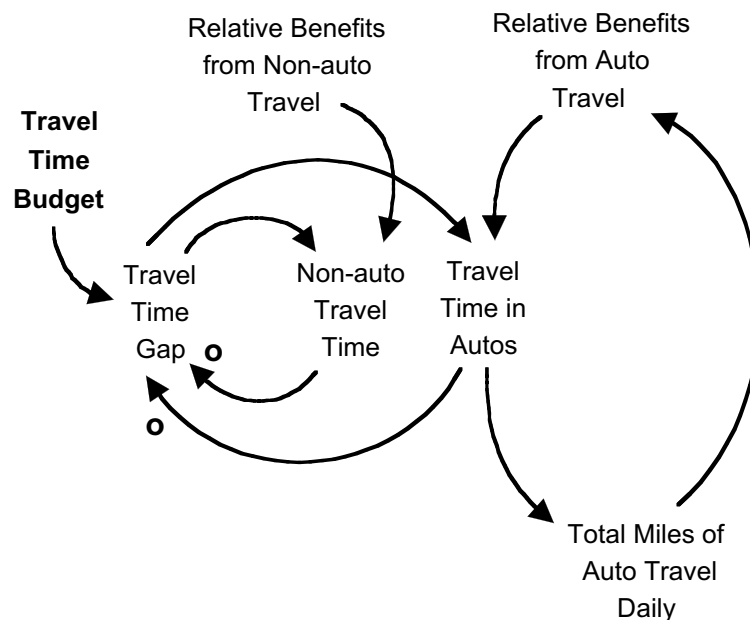 Relative Benefits
from Non-auto
Travel
Relative Benefits
from Auto
Travel
Travel
Time
Budget
Travel
Time
Gap
o
o
Non-auto
Travel
Time
Travel
Time in
Autos
Total Miles of
Auto Travel
Daily